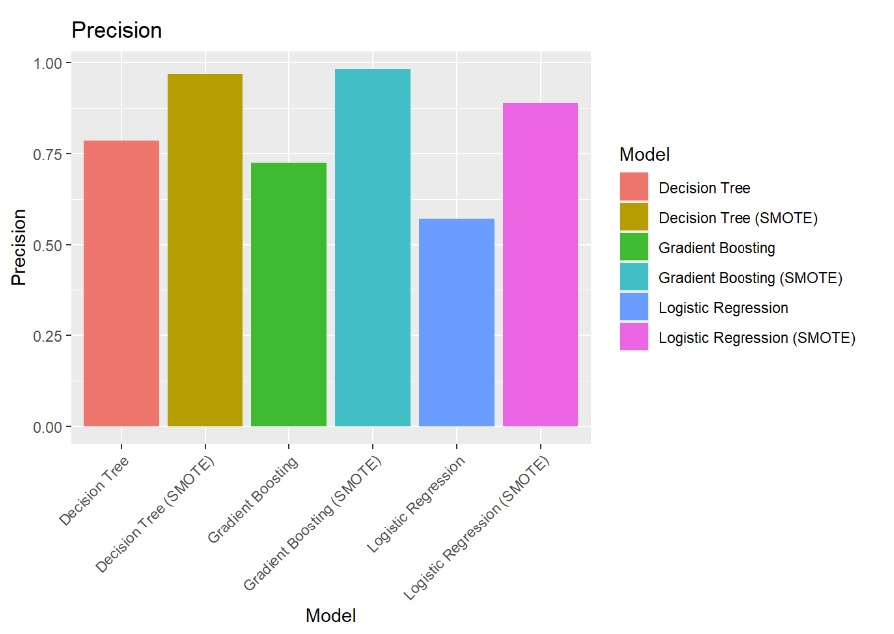 Precision
1.00
0.75
0.50
0.25
0.00
Precision
Decision Tree
Decision Tree (SMOTE)
Gradient Boosting
Gradient Boosting (SMOTE)
Logistic Regression
Logistic Regression (SMOTE)
Model
Model
Decision Tree
Decision Tree (SMOTE)
Gradient Boosting
Gradient Boosting (SMOTE)
Logistic Regression
Logistic Regression (SMOTE)